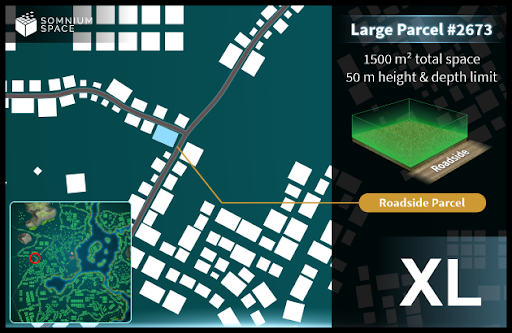 SOMNIUM
SPACE
Large Parcel #2673
1500 m² total space
50 m height & depth limit
Roadside
Roadside Parcel
XL